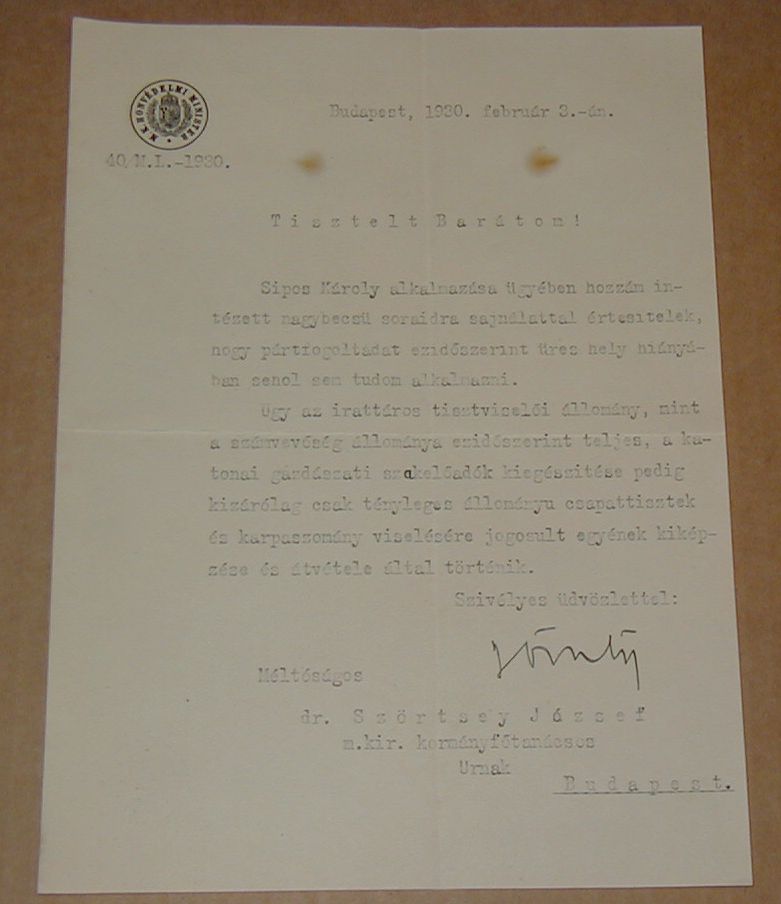 M. K. HONVÉDELMI MINISTER
Budapest, 1930. február 3.-án.
40/M.I.-1930.
Tisztelt Barátom!
Sipos Károly alkalmazása ügyében hozzám in-
tézett nagybecsü soraidra sajnálattal értesitelek,
hogy pártfogoltadat ezidőszerint üres hely hiányá-
ban sehol sem tudom alkalmazni.
Ugy az irattáros tisztviselői állomány, mint
a számvevőség állománya ezidőszerint teljes, a ka-
tonai gazdászati szakelőadók kiegészitése pedig
kizárólag csak tényleges állományu csapattisztek
és karpaszomány viselésére jogosult egyének kikép-
zése és átvétele által történik.
Szivélyes üdvözlettel:
Méltóságos
dr. Szörtsey József
m.kir. kormányfőtanácsos
Urnak
Budapest.